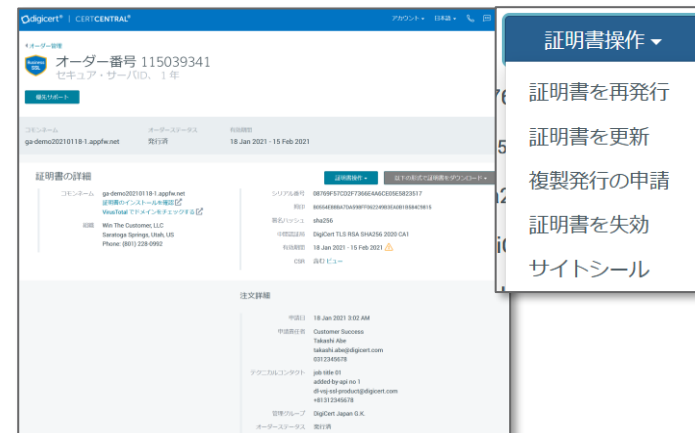 digicert® | CERTCENTRAL®
アカウント
日本語
オーダー管理
オーダー番号 115039341
セキュア・サーバID、1年
優先サポート
コモンネーム
ga-demo20210118-1.appfw.net
オーダーステータス
発行済
有効期間
18 Jan 2021 - 15 Feb 2021
証明書の詳細
証明書操作
以下の形式で証明書をダウンロード
コモンネーム
ga-demo20210118-1.appfw.net
証明書のインストールを確認
VirusTotal でドメインをチェックする
組織
Win The Customer, LLC
Saratoga Springs, Utah, US
Phone: (801) 228-0992
シリアル番号
署名ハッシュ
sha256
中間認証局
DigiCert TLS RSA SHA256 2020 CA1
有効期間
18 Jan 2021 - 15 Feb 2021
注文詳細
申請日
18 Jan 2021 3:02 AM
申請責任者
Customer Success
Takashi Abe
takashi.abe@digicert.com
0312345678
テクニカルコンタクト
job title 01
added by-api no 1
dl-vsj-ssl-product@digicert.com
+81312345678
管理グループ
DigiCert Japan G.K.
オーダーステータス
発行済
証明書操作
証明書を再発行
証明書を更新
複製発行の申請
証明書を失効
サイトシール